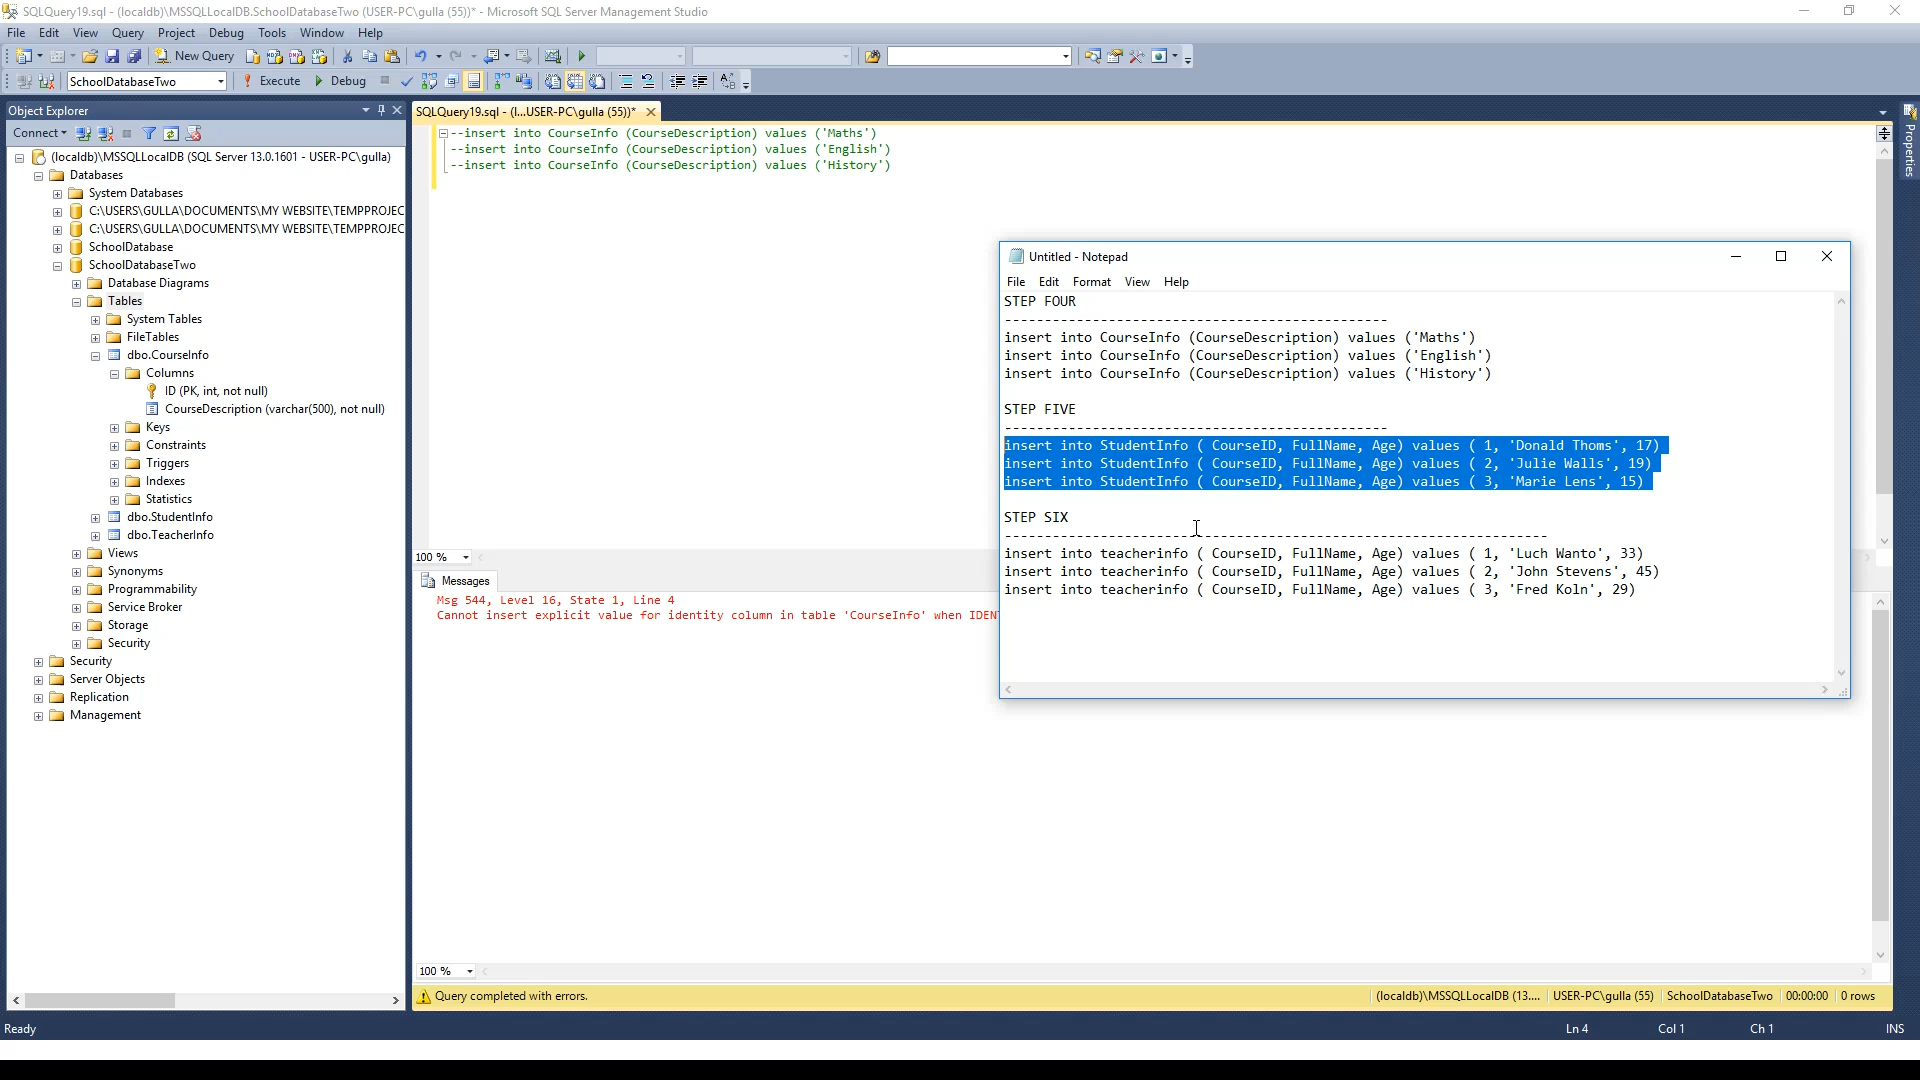 SQLQuery19.sql - (localdb)\MSSQLLocalDB.SchoolDatabaseTwo (USER-PC\gulla (55))* - Microsoft SQL Server Management Studio
File Edit View Query Project Debug Tools Window Help
New Query
SchoolDatabaseTwo Execute Debug
Object Explorer
Connect
(localdb)\MSSQLLocalDB (SQL Server 13.0.1601 - USER-PC\gulla)
Databases
System Databases
C:\USERS\GULLA\DOCUMENTS\MY WEBSITE\TEMPPROJEC
C:\USERS\GULLA\DOCUMENTS\MY WEBSITE\TEMPPROJEC
SchoolDatabase
SchoolDatabaseTwo
Database Diagrams
Tables
System Tables
FileTables
dbo.CourseInfo
Columns
ID (PK, int, not null)
CourseDescription (varchar(500), not null)
Keys
Constraints
Triggers
Indexes
Statistics
dbo.StudentInfo
dbo.TeacherInfo
Views
Synonyms
Programmability
Service Broker
Storage
Security
Security
Server Objects
Replication
Management
SQLQuery19.sql - (l...USER-PC\gulla (55))*
--insert into CourseInfo (CourseDescription) values ('Maths')
--insert into CourseInfo (CourseDescription) values ('English')
--insert into CourseInfo (CourseDescription) values ('History')
100 %
Messages
Msg 544, Level 16, State 1, Line 4
Cannot insert explicit value for identity column in table 'CourseInfo' when IDENT
100 %
Query completed with errors.
(localdb)\MSSQLLocalDB (13.... USER-PC\gulla (55) SchoolDatabaseTwo 00:00:00 0 rows
Untitled - Notepad
File Edit Format View Help
STEP FOUR
------------------------------------------------
insert into CourseInfo (CourseDescription) values ('Maths')
insert into CourseInfo (CourseDescription) values ('English')
insert into CourseInfo (CourseDescription) values ('History')
STEP FIVE
------------------------------------------------
insert into StudentInfo ( CourseID, FullName, Age) values ( 1, 'Donald Thoms', 17)
insert into StudentInfo ( CourseID, FullName, Age) values ( 2, 'Julie Walls', 19)
insert into StudentInfo ( CourseID, FullName, Age) values ( 3, 'Marie Lens', 15)
STEP SIX
--------------------------------------------------------------------
insert into teacherinfo ( CourseID, FullName, Age) values ( 1, 'Luch Wanto', 33)
insert into teacherinfo ( CourseID, FullName, Age) values ( 2, 'John Stevens', 45)
insert into teacherinfo ( CourseID, FullName, Age) values ( 3, 'Fred Koln', 29)
Properties
Ready
Ln 4 Col 1 Ch 1 INS